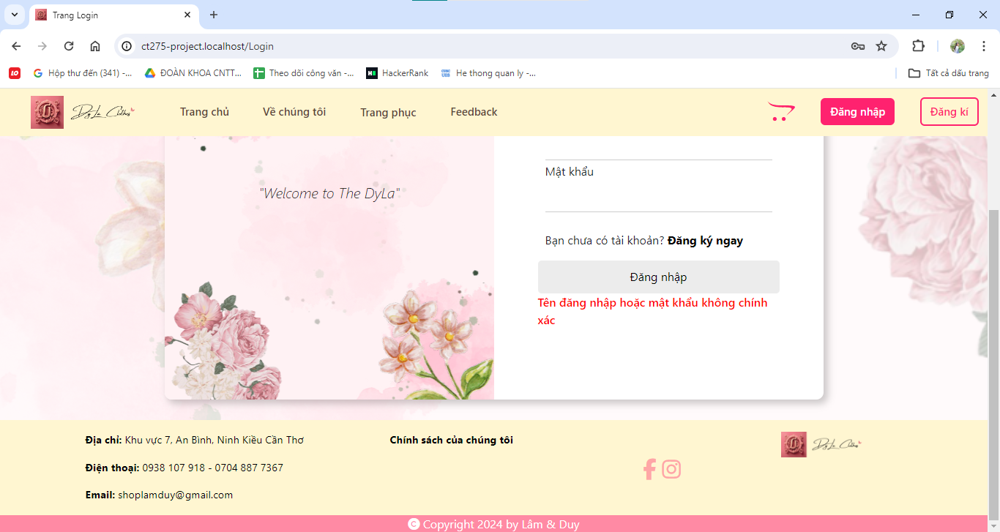 Trang Login
ct275-project.localhost/Login
Hộp thư đến (341) -... ĐOÀN KHOA CNTT... Theo dõi công văn -... HackerRank He thong quan ly -... Tất cả dấu trang
DyLa Clothes Trang chủ Về chúng tôi Trang phục Feedback Đăng nhập Đăng kí
Mật khẩu
"Welcome to The DyLa"
Bạn chưa có tài khoản? Đăng ký ngay
Đăng nhập
Tên đăng nhập hoặc mật khẩu không chính
xác
Địa chỉ: Khu vực 7, An Bình, Ninh Kiều Cần Thơ
Điện thoại: 0938 107 918 - 0704 887 7367
Email: shoplamduy@gmail.com
Chính sách của chúng tôi
DyLa Clothes
C Copyright 2024 by Lâm & Duy